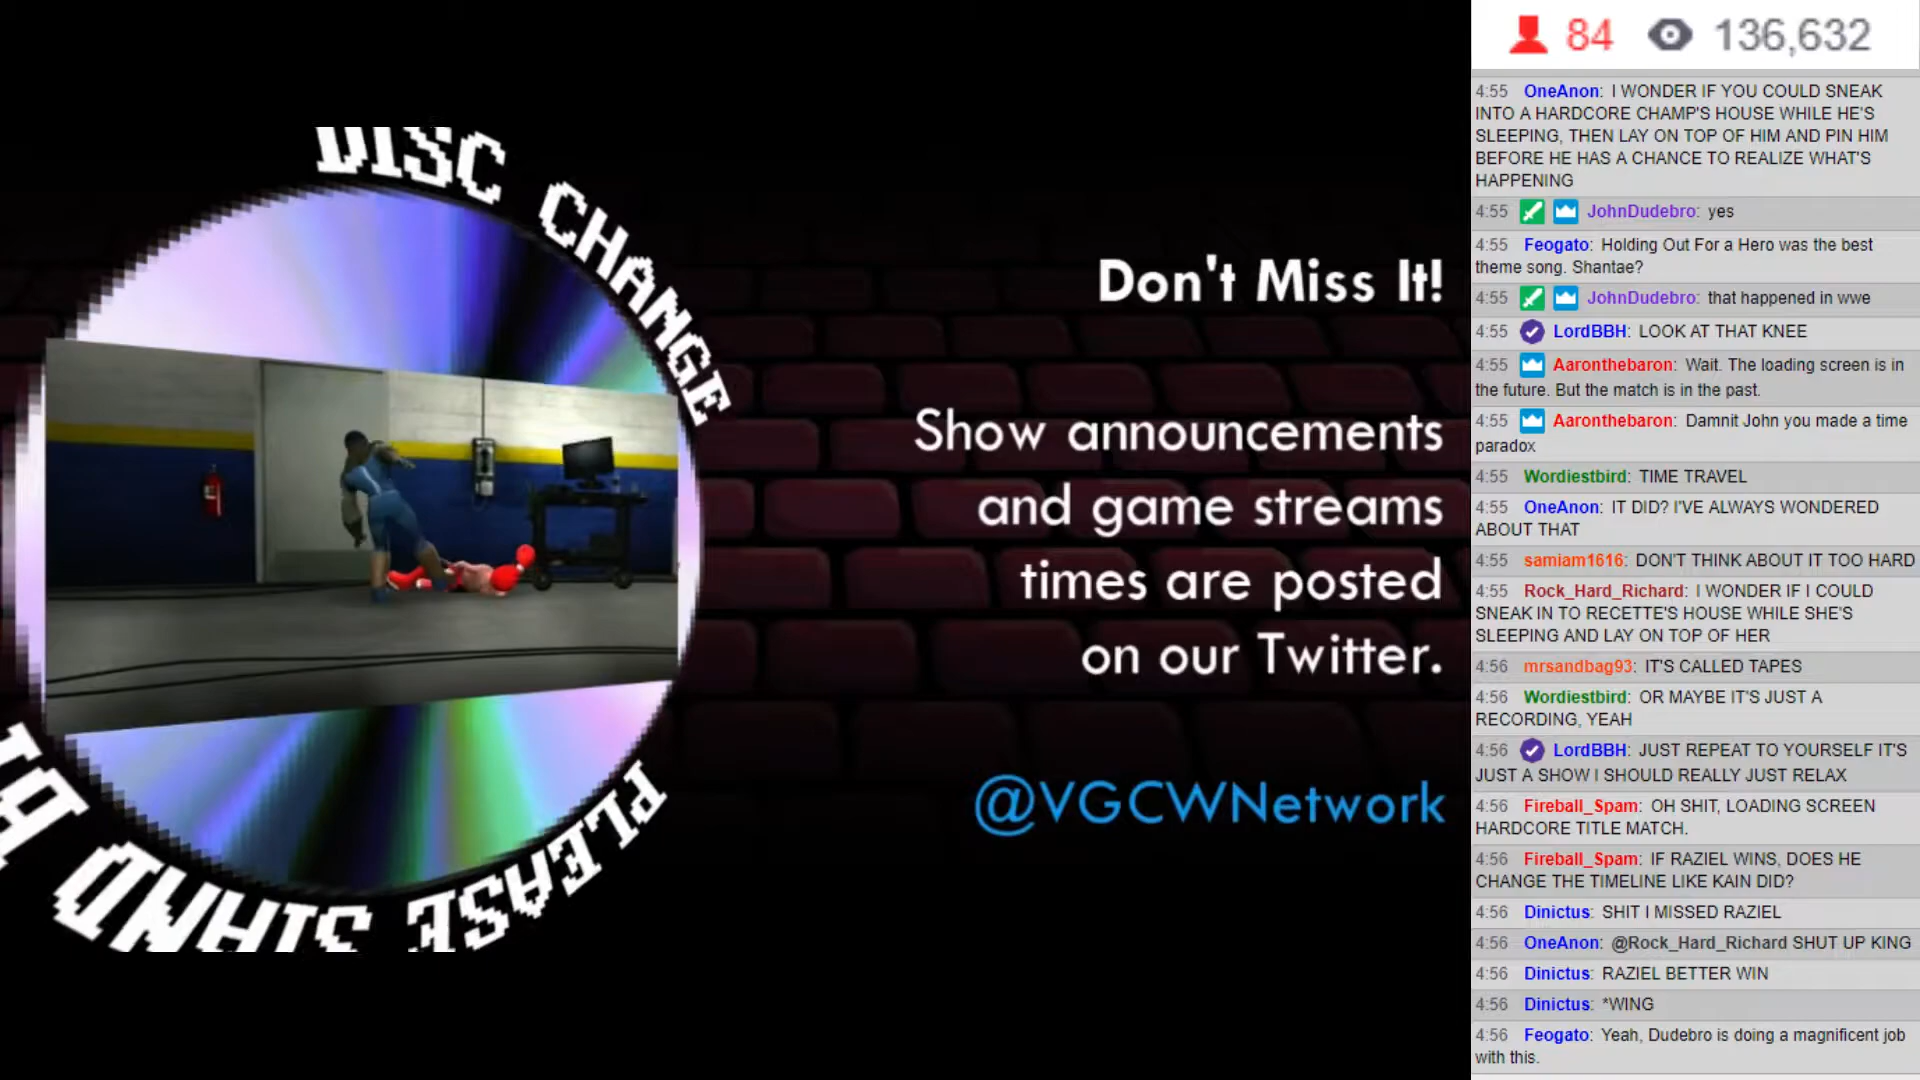 DISC CHANGE
PLEASE STAND
Don't Miss It!
Show announcements
and game streams
times are posted
on our Twitter.
@VGCWNetwork
84 136,632
4:55 OneAnon: I WONDER IF YOU COULD SNEAK
INTO A HARDCORE CHAMP'S HOUSE WHILE HE'S
SLEEPING, THEN LAY ON TOP OF HIM AND PIN HIM
BEFORE HE HAS A CHANCE TO REALIZE WHAT'S
HAPPENING
4:55 JohnDudebro: yes
4:55 Feogato: Holding Out For a Hero was the best
theme song. Shantae?
4:55 JohnDudebro: that happened in wwe
4:55 LordBBH: LOOK AT THAT KNEE
4:55 Aaronthebaron: Wait. The loading screen is in
the future. But the match is in the past.
4:55 Aaronthebaron: Damnit John you made a time
paradox
4:55 Wordiestbird: TIME TRAVEL
4:55 OneAnon: IT DID? I'VE ALWAYS WONDERED
ABOUT THAT
4:55 samiam1616: DON'T THINK ABOUT IT TOO HARD
4:55 Rock_Hard_Richard: I WONDER IF I COULD
SNEAK IN TO RECETTE'S HOUSE WHILE SHE'S
SLEEPING AND LAY ON TOP OF HER
4:56 mrsandbag93: IT'S CALLED TAPES
4:56 Wordiestbird: OR MAYBE IT'S JUST A
RECORDING, YEAH
4:56 LordBBH: JUST REPEAT TO YOURSELF IT'S
JUST A SHOW I SHOULD REALLY JUST RELAX
4:56 Fireball_Spam: OH SHIT, LOADING SCREEN
HARDCORE TITLE MATCH.
4:56 Fireball_Spam: IF RAZIEL WINS, DOES HE
CHANGE THE TIMELINE LIKE KAIN DID?
4:56 Dinictus: SHIT I MISSED RAZIEL
4:56 OneAnon: @Rock_Hard_Richard SHUT UP KING
4:56 Dinictus: RAZIEL BETTER WIN
4:56 Dinictus: *WING
4:56 Feogato: Yeah, Dudebro is doing a magnificent job
with this.